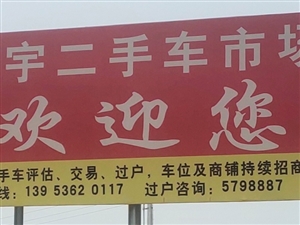 宇二手车市场
欢迎您
手车评估、交易、过户，车位及商铺持续招商
线：139 5362 0117 过户咨询：5798887